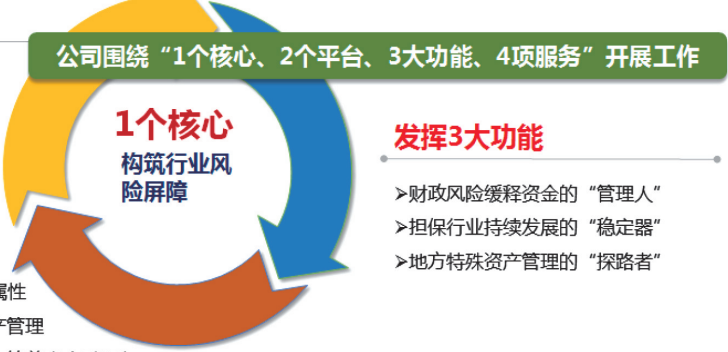 公司围绕“1个核心、2个平台、3大功能、4项服务”开展工作
1个核心
构筑行业风
险屏障
发挥3大功能
➢财政风险缓释资金的“管理人”
➢担保行业持续发展的“稳定器”
➢地方特殊资产管理的“探路者”
属性
产管理